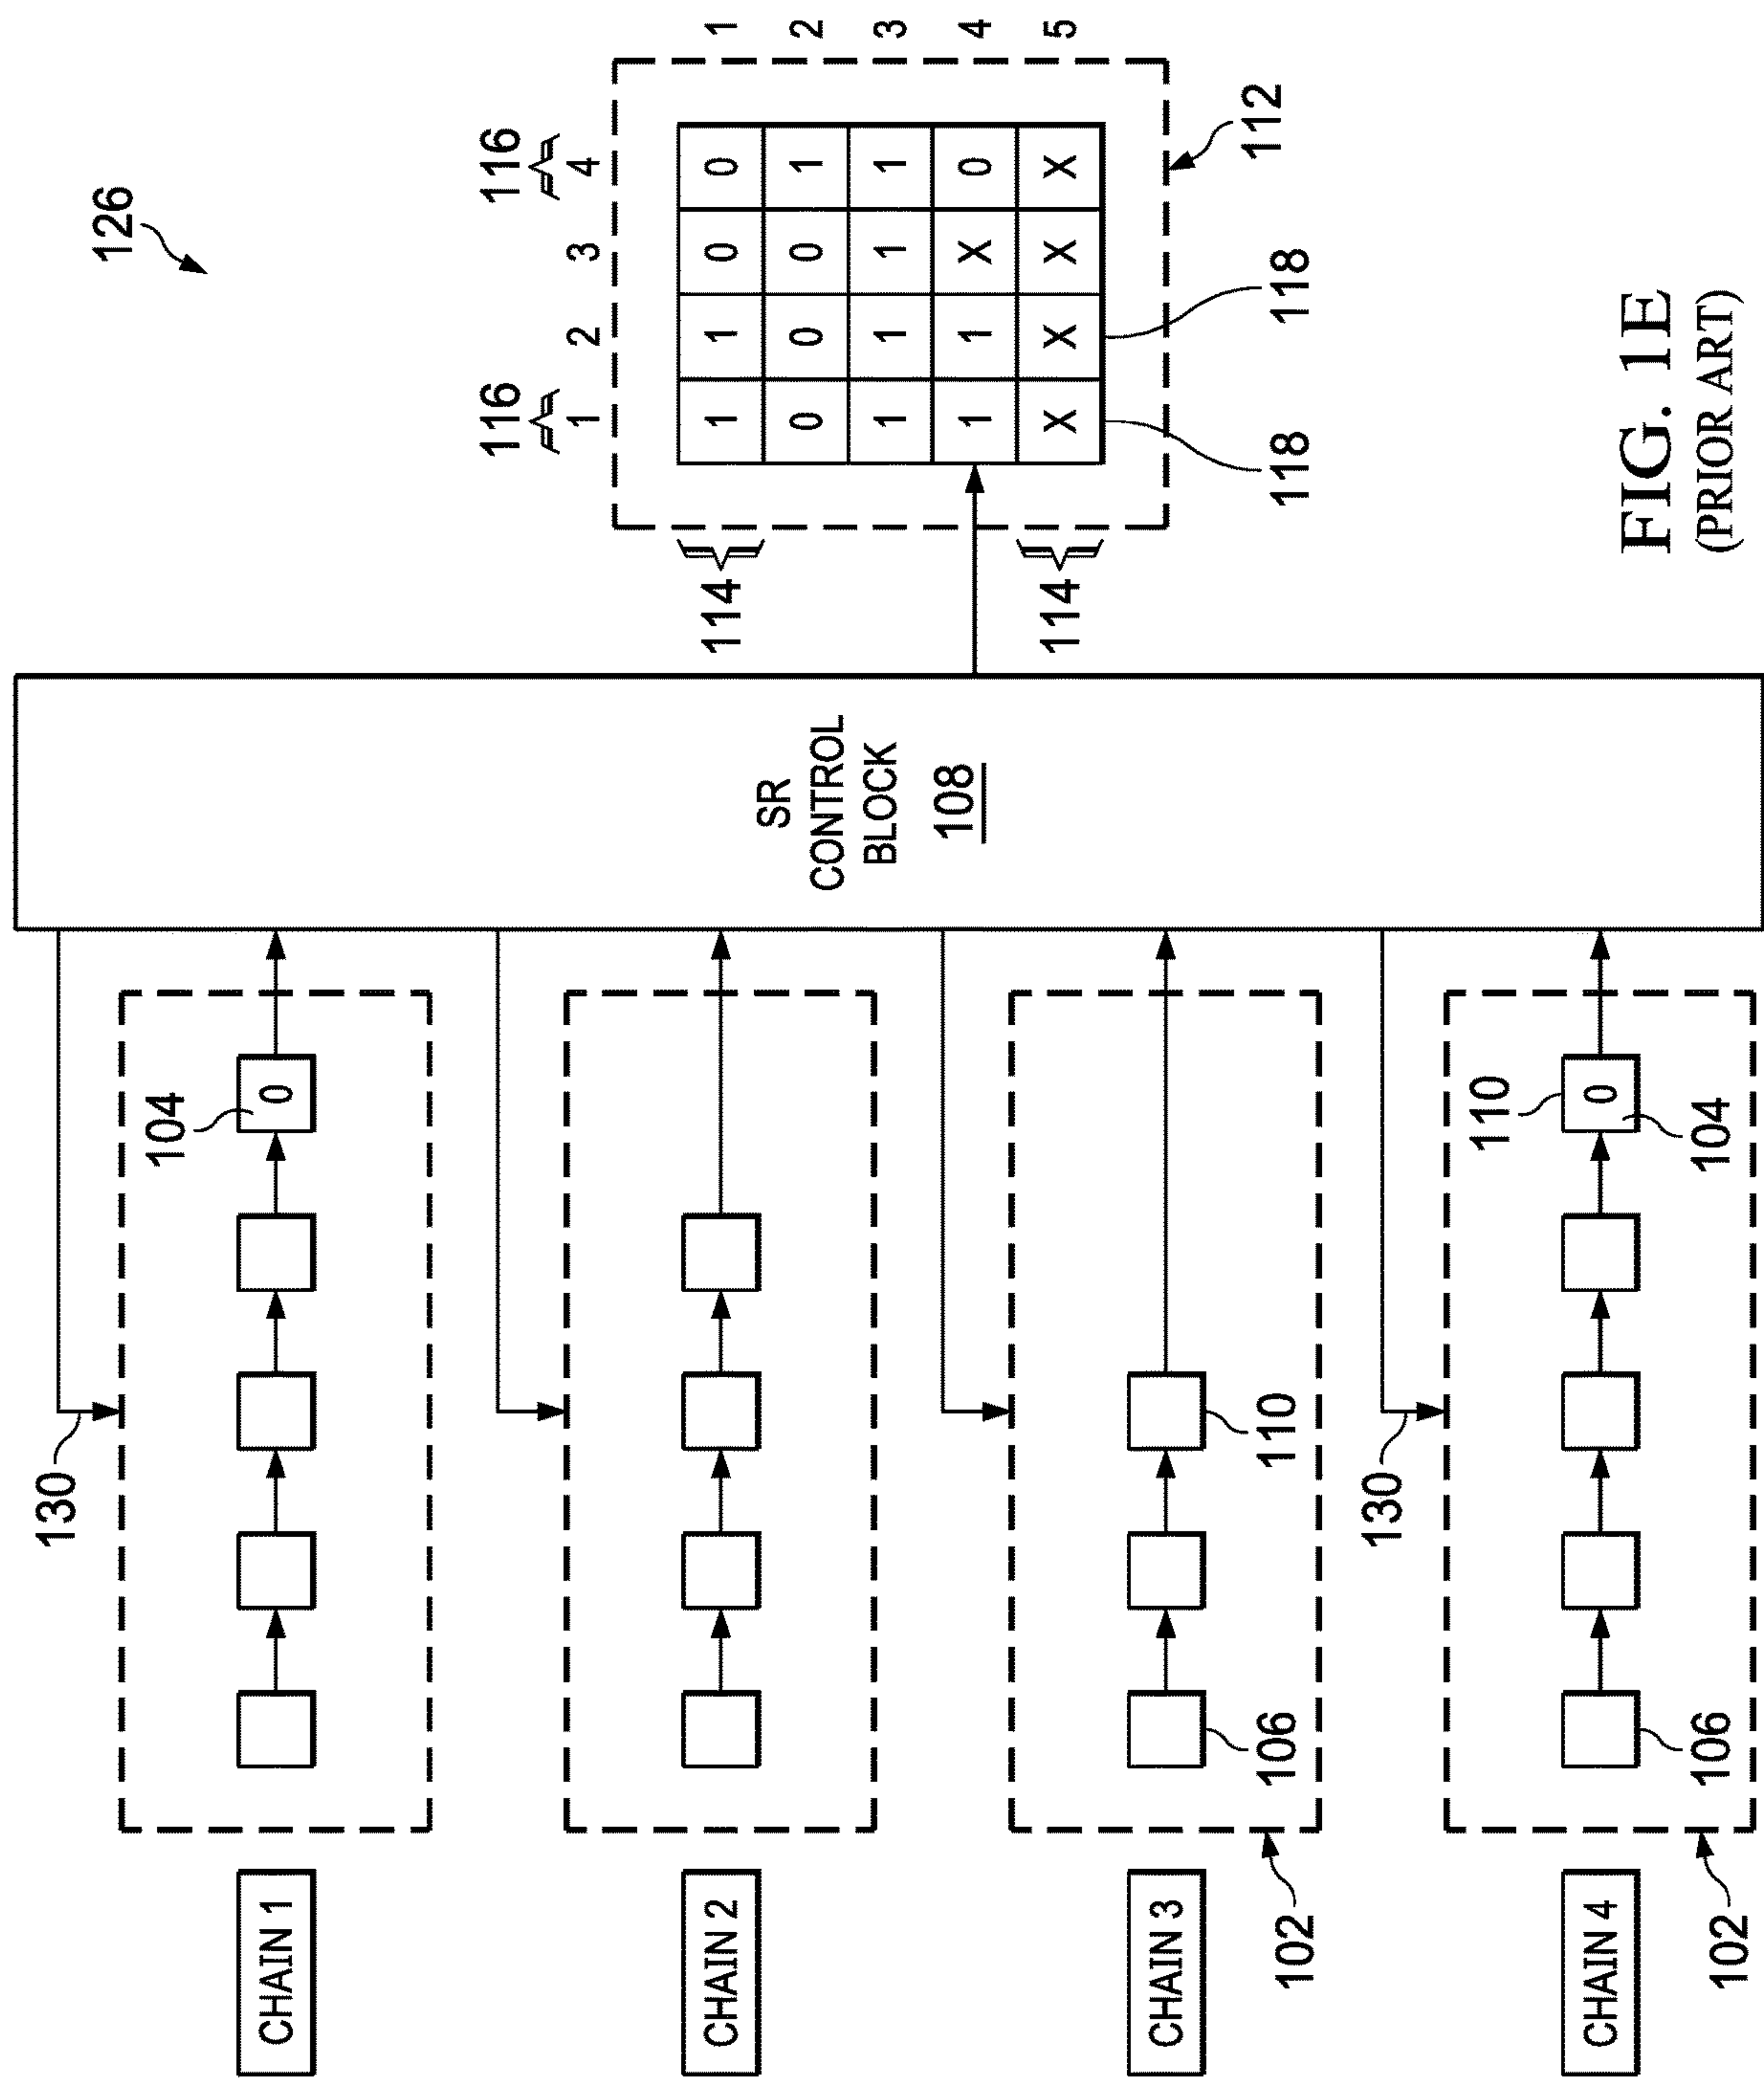 126
130
CHAIN 1
104
0
CHAIN 2
CHAIN 3
102
106
110
130
CHAIN 4
102
106
110
0
104
SR
CONTROL
BLOCK
108
116 116
1 2 3 4
114
1 1 0 0 1
0 0 0 1 2
1 1 1 1 3
1 1 X 0 4
114
X X X X 5
118 118
112
FIG. 1E
(PRIOR ART)